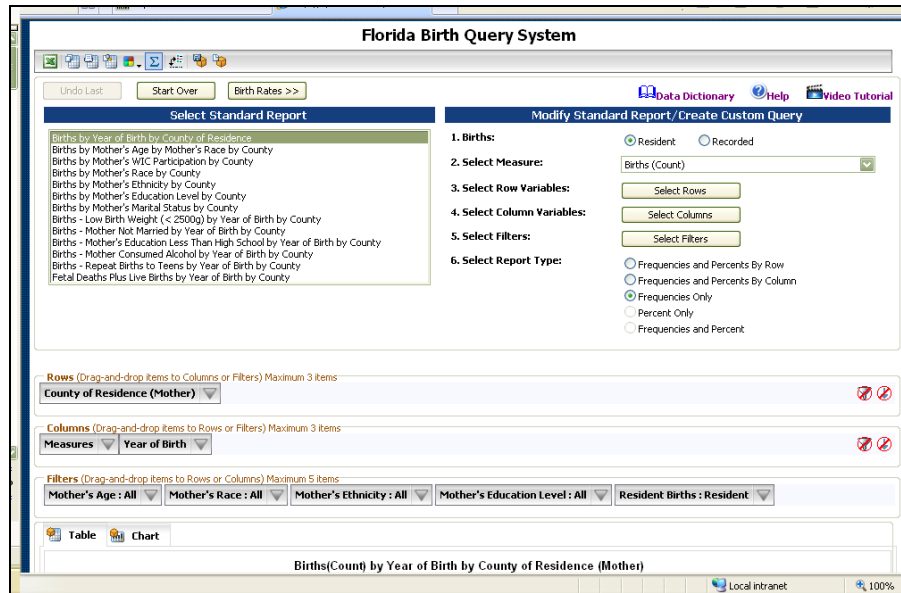 Florida Birth Query System
Undo Last Start Over Birth Rates >> Data Dictionary Help Video Tutorial
Select Standard Report
Births by Year of Birth by County of Residence
Births by Mother's Age by Mother's Race by County
Births by Mother's WIC Participation by County
Births by Mother's Race by County
Births by Mother's Ethnicity by County
Births by Mother's Education Level by County
Births by Mother's Marital Status by County
Births - Low Birth Weight (< 2500g) by Year of Birth by County
Births - Mother Not Married by Year of Birth by County
Births - Mother's Education Less Than High School by Year of Birth by County
Births - Mother Consumed Alcohol by Year of Birth by County
Births - Repeat Births to Teens by Year of Birth by County
Fetal Deaths Plus Live Births by Year of Birth by County
Modify Standard Report/Create Custom Query
1. Births: Resident Recorded
2. Select Measure: Births (Count)
3. Select Row Variables: Select Rows
4. Select Column Variables: Select Columns
5. Select Filters: Select Filters
6. Select Report Type: Frequencies and Percents By Row
Frequencies and Percents By Column
Frequencies Only
Percent Only
Frequencies and Percent
Rows (Drag-and-drop items to Columns or Filters) Maximum 3 items
County of Residence (Mother)
Columns (Drag-and-drop items to Rows or Filters) Maximum 3 items
Measures Year of Birth
Filters (Drag-and-drop items to Rows or Columns) Maximum 5 items
Mother's Age : All Mother's Race : All Mother's Ethnicity : All Mother's Education Level : All Resident Births : Resident
Table Chart
Births(Count) by Year of Birth by County of Residence (Mother)
Local intranet 100%